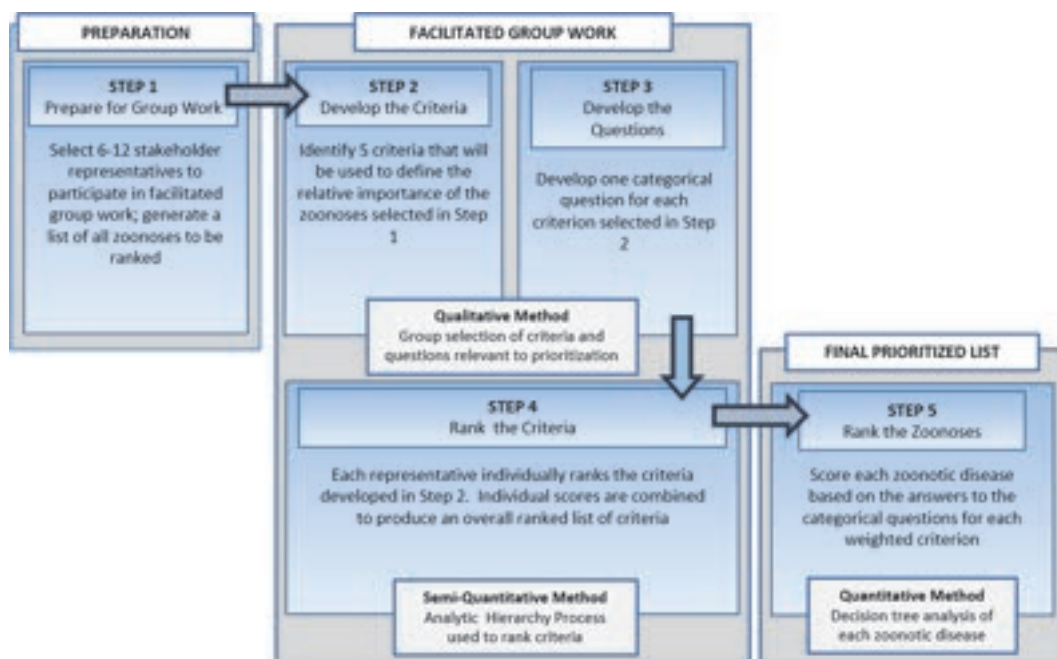 PREPARATION
STEP 1
Prepare for Group Work
Select 6-12 stakeholder
representatives to
participate in facilitated
group work; generate a
list of all zoonoses to be
ranked
FACILITATED GROUP WORK
STEP 2
Develop the Criteria
Identify 5 criteria that will
be used to define the
relative importance of the
zoonoses selected in Step
1
STEP 3
Develop the
Questions
Develop one categorical
question for each
criterion selected in Step
2
Qualitative Method
Group selection of criteria and
questions relevant to prioritization
STEP 4
Rank the Criteria
Each representative individually ranks the criteria
developed in Step 2. Individual scores are combined
to produce an overall ranked list of criteria
Semi-Quantitative Method
Analytic Hierarchy Process
used to rank criteria
FINAL PRIORITIZED LIST
STEP 5
Rank the Zoonoses
Score each zoonotic disease
based on the answers to the
categorical questions for each
weighted criterion
Quantitative Method
Decision tree analysis of
each zoonotic disease